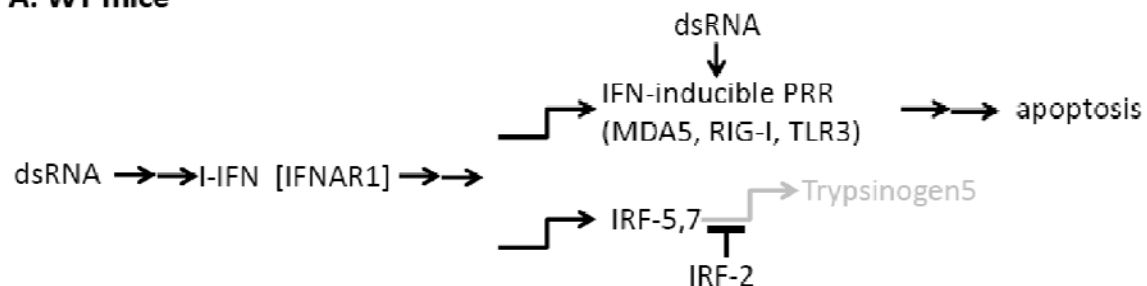 A. WT mice
dsRNA
IFN-inducible PRR
(MDA5, RIG-I, TLR3)
apoptosis
dsRNA
I-IFN [IFNAR1]
Trypsinogen5
IRF-5,7
IRF-2